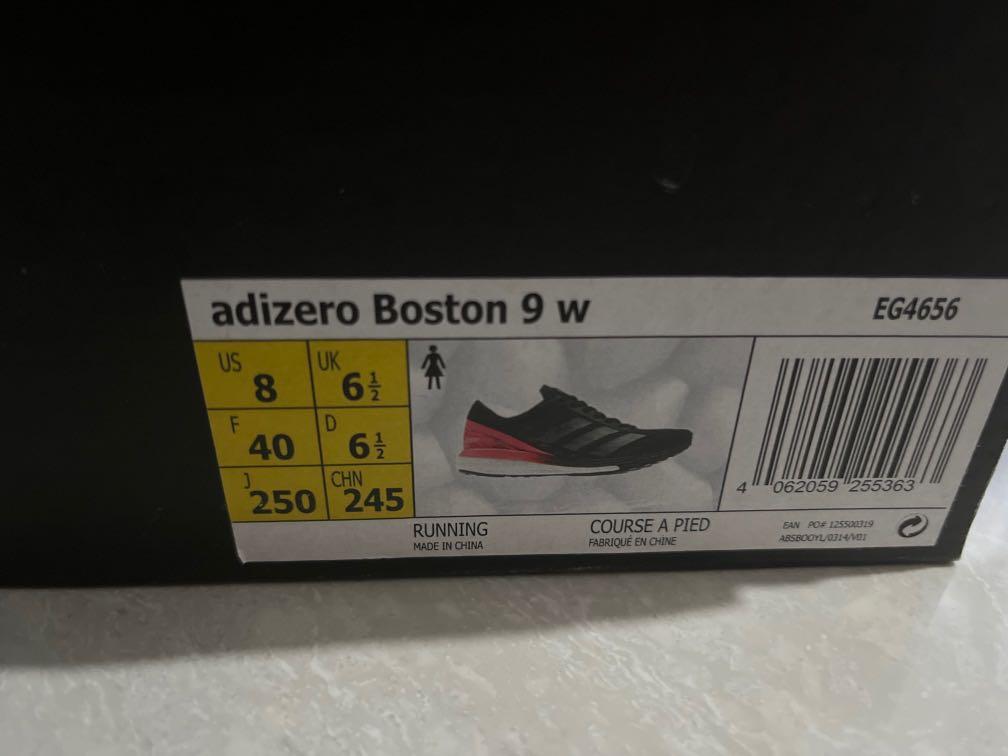 adizero Boston 9 w EG4656
US 8 UK 6½
F 40 D 6½
J 250 CHN 245
4 062059 255363
RUNNING
MADE IN CHINA
COURSE A PIED
FABRIQUÉ EN CHINE
EAN PO# 125500319
ABSBOOYL/0314/V01